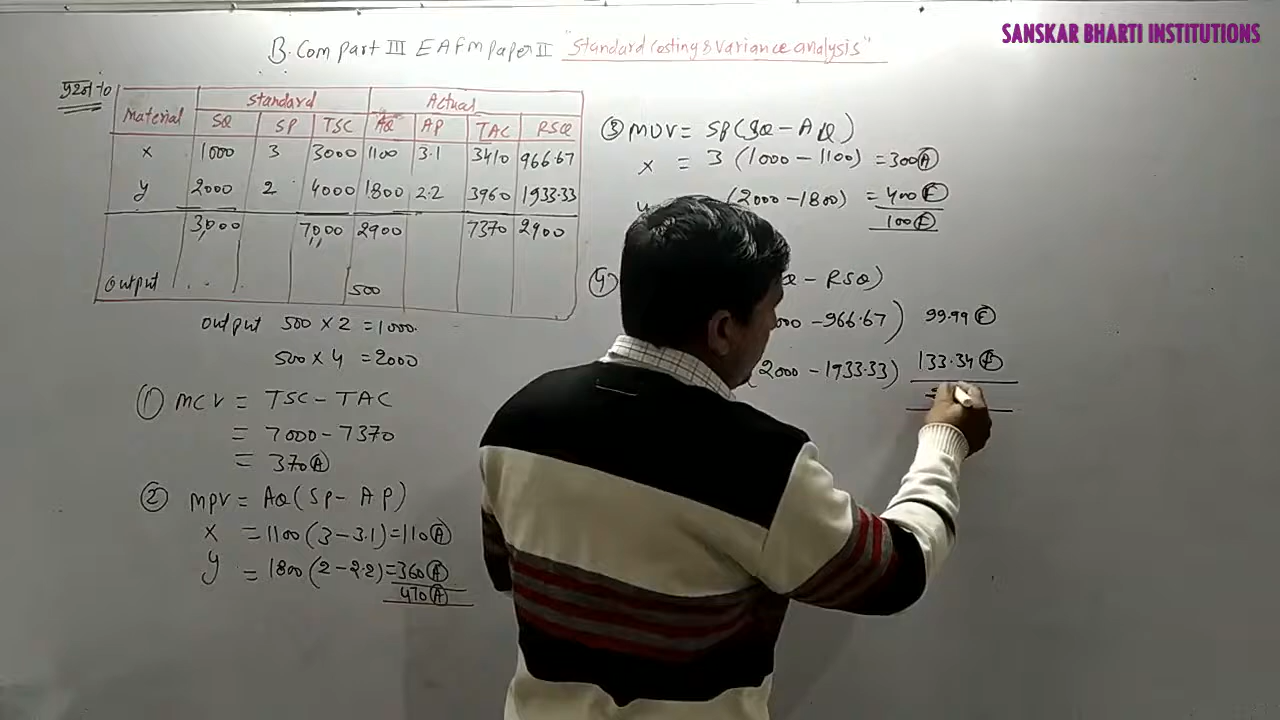 SANSKAR BHARTI INSTITUTIONS
B.Com part III EAFM paper II "Standard costing & variance analysis"
Material Standard Actual
SQ SP TSC AQ AP TAC RSQ
X 1000 3 3000 1100 3.1 3410 966.67
y 2000 2 4000 1800 2.2 3960 1933.33
3,000 7000 2900 7370 2900
Output 500
output 500 × 2 = 1000.
500 × 4 = 2000
① MCV = TSC - TAC
= 7000 - 7370
= 370 Ⓐ
② MPV = AQ (SP - AP)
X = 1100 (3 - 3.1) = 110 Ⓐ
y = 1800 (2 - 2.2) = 360 Ⓐ
470 Ⓐ
③ MUV = SP (SQ - AQ)
X = 3 (1000 - 1100) = 300 Ⓐ
(2000 - 1800) = 400 Ⓕ
100 Ⓕ
④ - RSQ)
- 966.67) 99.99 Ⓕ
(2000 - 1933.33) 133.34 Ⓕ